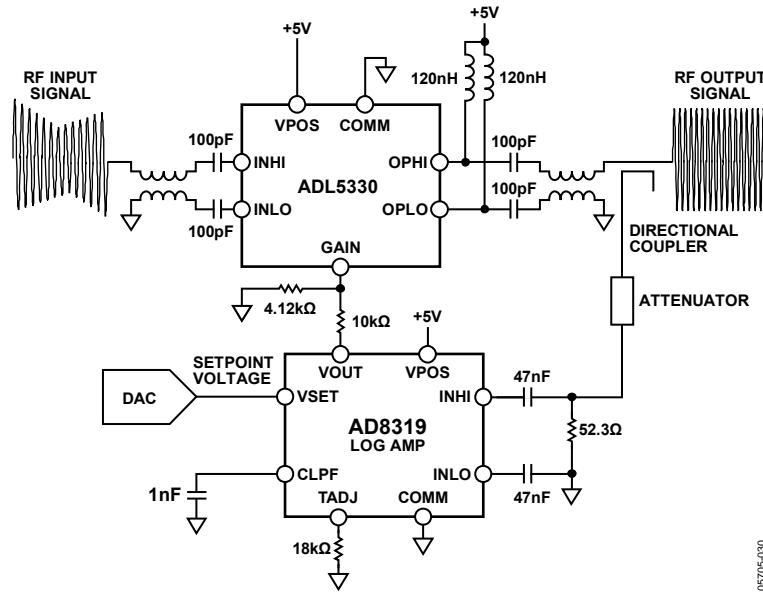 +5V
+5V
RF INPUT
SIGNAL
120nH
120nH
RF OUTPUT
SIGNAL
VPOS
COMM
100pF
100pF
INHI
OPHI
ADL5330
INLO
OPLO
100pF
100pF
GAIN
DIRECTIONAL
COUPLER
4.12kΩ
10kΩ
+5V
ATTENUATOR
SETPOINT
VOLTAGE
VOUT
VPOS
47nF
DAC
VSET
INHI
AD8319
LOG AMP
52.3Ω
CLPF
INLO
1nF
TADJ
COMM
47nF
18kΩ
05705-030